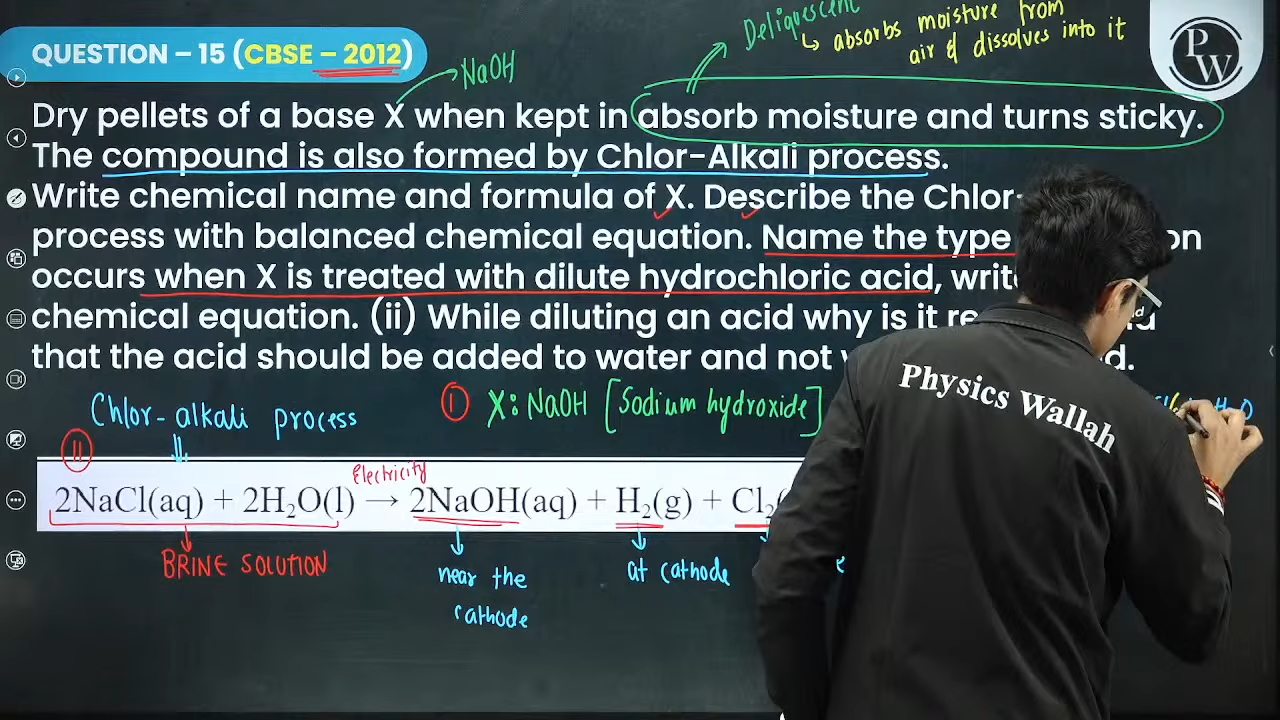 Deliquescent
↳ absorbs moisture from
air & dissolves into it
QUESTION – 15 (CBSE – 2012)
PW
NaOH
Dry pellets of a base X when kept in absorb moisture and turns sticky.
The compound is also formed by Chlor-Alkali process.
Write chemical name and formula of X. Describe the Chlor-
process with balanced chemical equation. Name the type
occurs when X is treated with dilute hydrochloric acid, write
chemical equation. (ii) While diluting an acid why is it
that the acid should be added to water and not
Chlor-alkali process
I X: NaOH [Sodium hydroxide]
II
Electricity
2NaCl(aq) + 2H₂O(l) → 2NaOH(aq) + H₂(g) + Cl₂(
BRINE SOLUTION
near the
cathode
at cathode
Physics Wallah